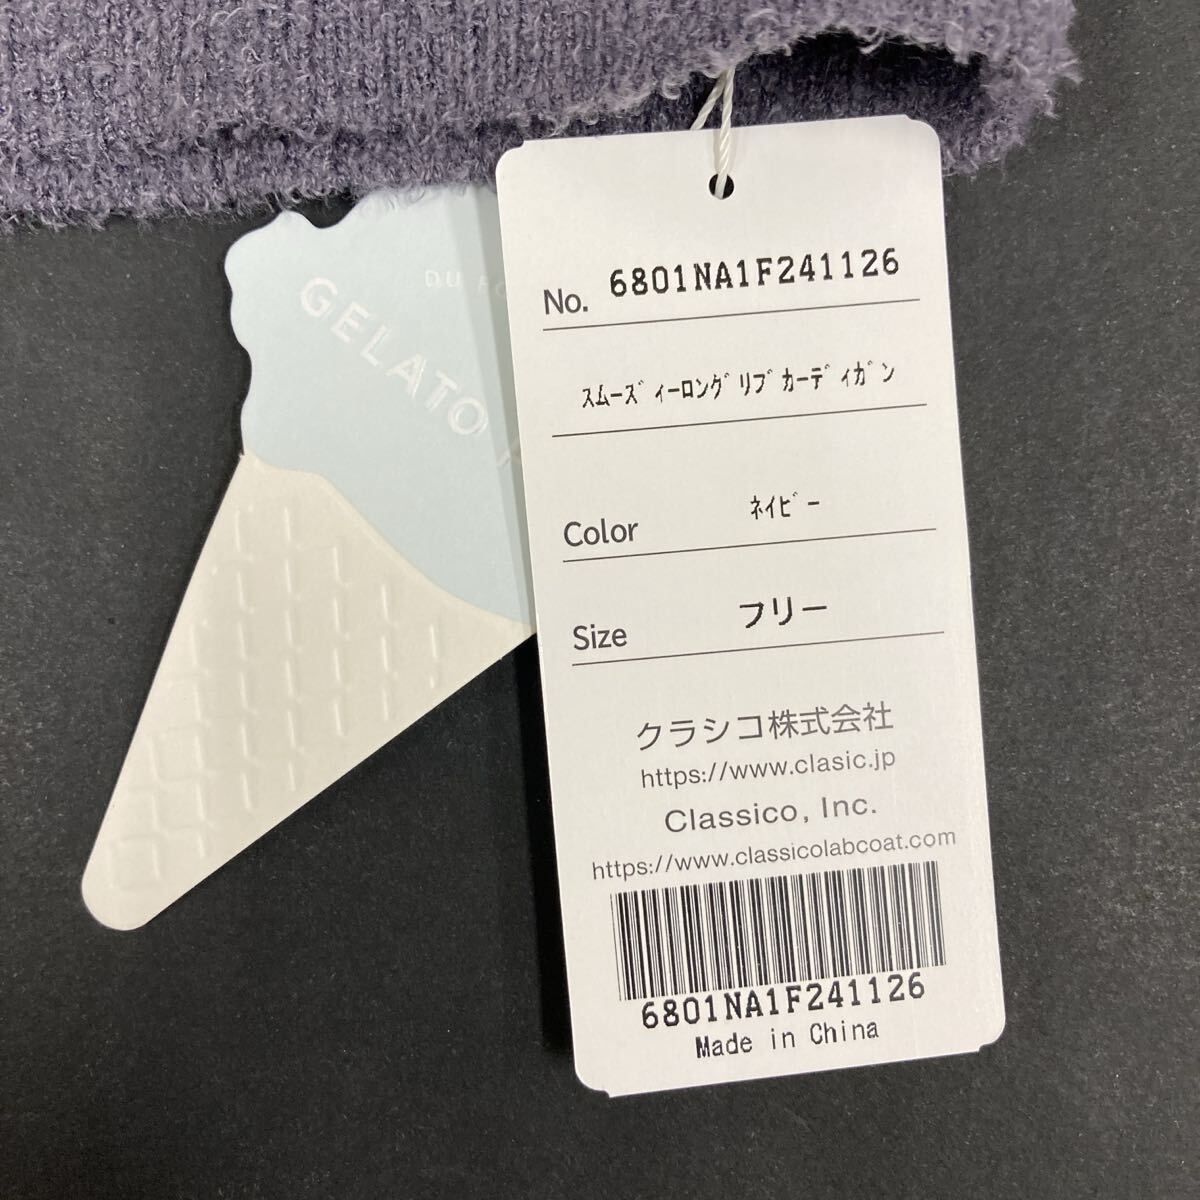 DU
GELATO
No. 6801NA1F241126
ｽﾑｰｽﾞｨｰﾛﾝｸﾞﾘﾌﾞｶｰﾃﾞｨｶﾞﾝ
Color ﾈｲﾋﾞｰ
Size フリー
クラシコ株式会社
https://www.clasic.jp
Classico, Inc.
https://www.classicolabcoat.com
6801NA1F241126
Made in China